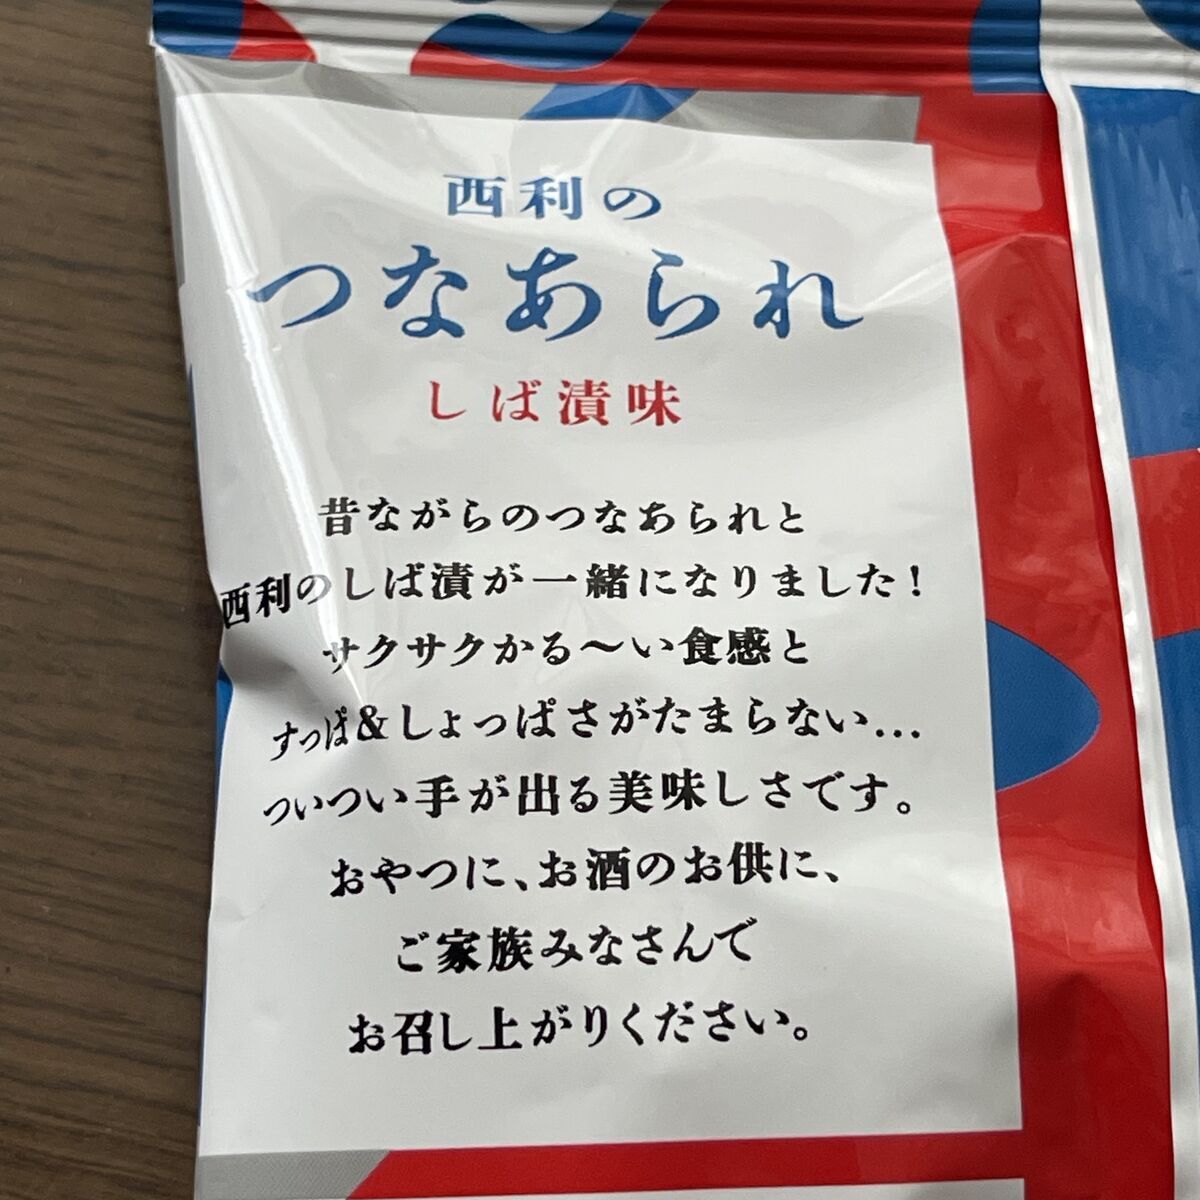 西利の
つなあられ
しば漬味
昔ながらのつなあられと
西利のしば漬が一緒になりました!
サクサクかる〜い食感と
すっぱ&しょっぱさがたまらない…
ついつい手が出る美味しさです。
おやつに、お酒のお供に、
ご家族みなさんで
お召し上がりください。